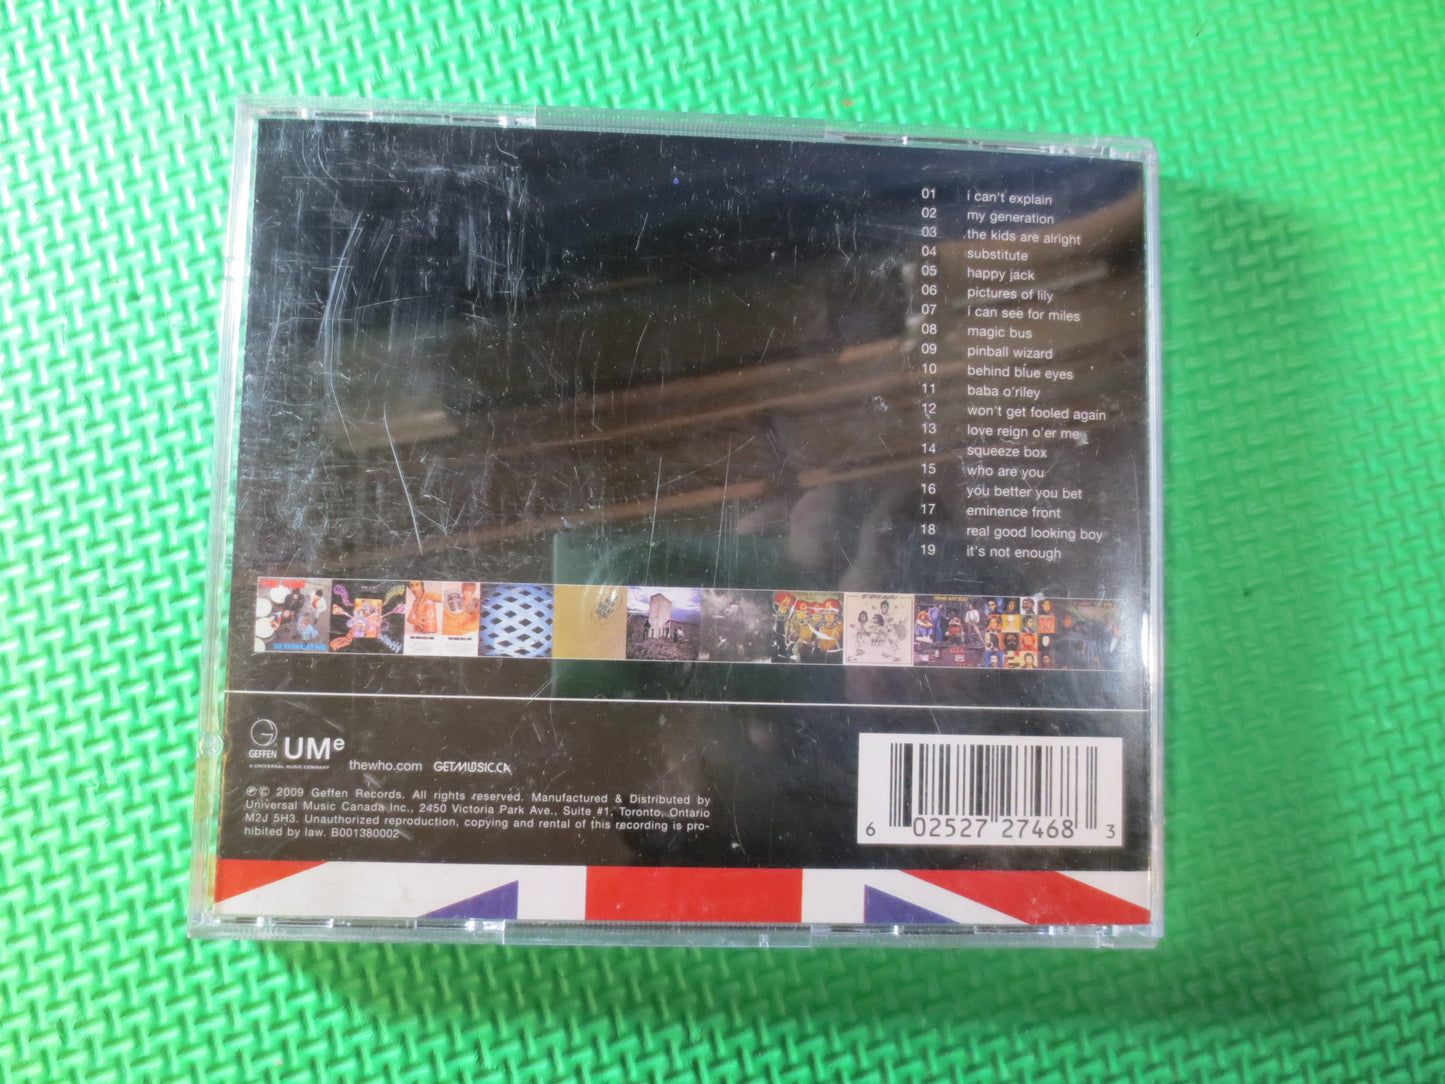 01 i can't explain
02 my generation
03 the kids are alright
04 substitute
05 happy jack
06 pictures of lily
07 i can see for miles
08 magic bus
09 pinball wizard
10 behind blue eyes
11 baba o'riley
12 won't get fooled again
13 love reign o'er me
14 squeeze box
15 who are you
16 you better you bet
17 eminence front
18 real good looking boy
19 it's not enough
GEFFEN
A UNIVERSAL MUSIC COMPANY
UMe
thewho.com GETMUSIC.CA
℗© 2009 Geffen Records. All rights reserved. Manufactured & Distributed by
Universal Music Canada Inc., 2450 Victoria Park Ave., Suite #1, Toronto, Ontario
M2J 5H3. Unauthorized reproduction, copying and rental of this recording is pro-
hibited by law. B001380002
6 02527 27468 3